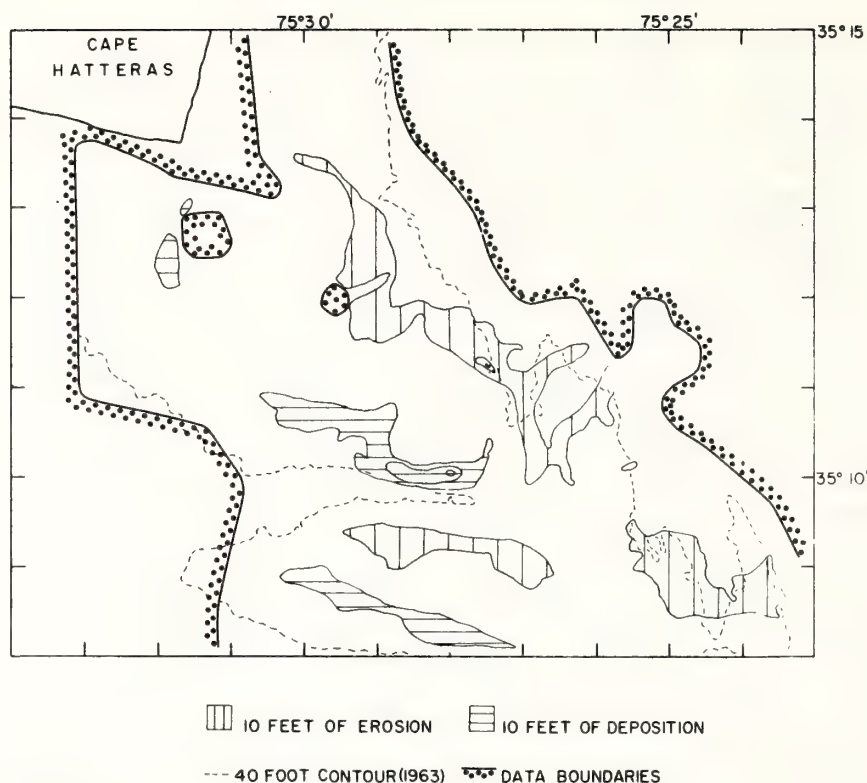 75°30'
75°25'
35°15
CAPE
HATTERAS
35°10'
10 FEET OF EROSION
10 FEET OF DEPOSITION
40 FOOT CONTOUR(1963)
DATA BOUNDARIES